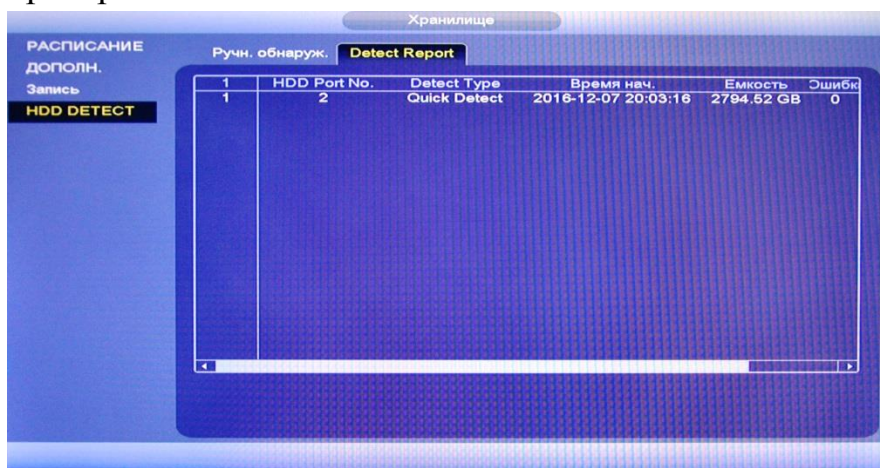 Хранилище
РАСПИСАНИЕ
ДОПОЛН.
Запись
HDD DETECT
Ручн. обнаруж. Detect Report
1 HDD Port No. Detect Type Время нач. Емкость Ошибк
1 2 Quick Detect 2016-12-07 20:03:16 2794.52 GB 0